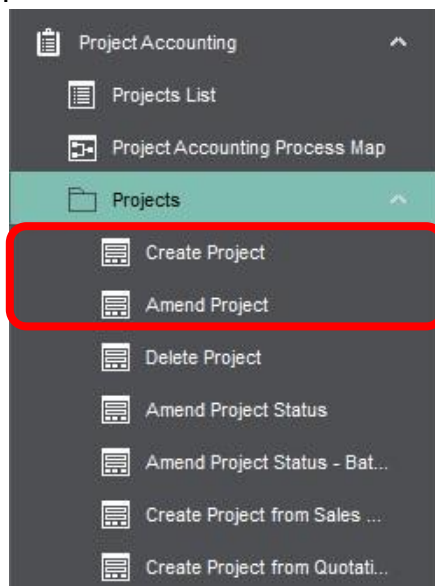 Project Accounting
Projects List
Project Accounting Process Map
Projects
Create Project
Amend Project
Delete Project
Amend Project Status
Amend Project Status - Bat...
Create Project from Sales ...
Create Project from Quotati...